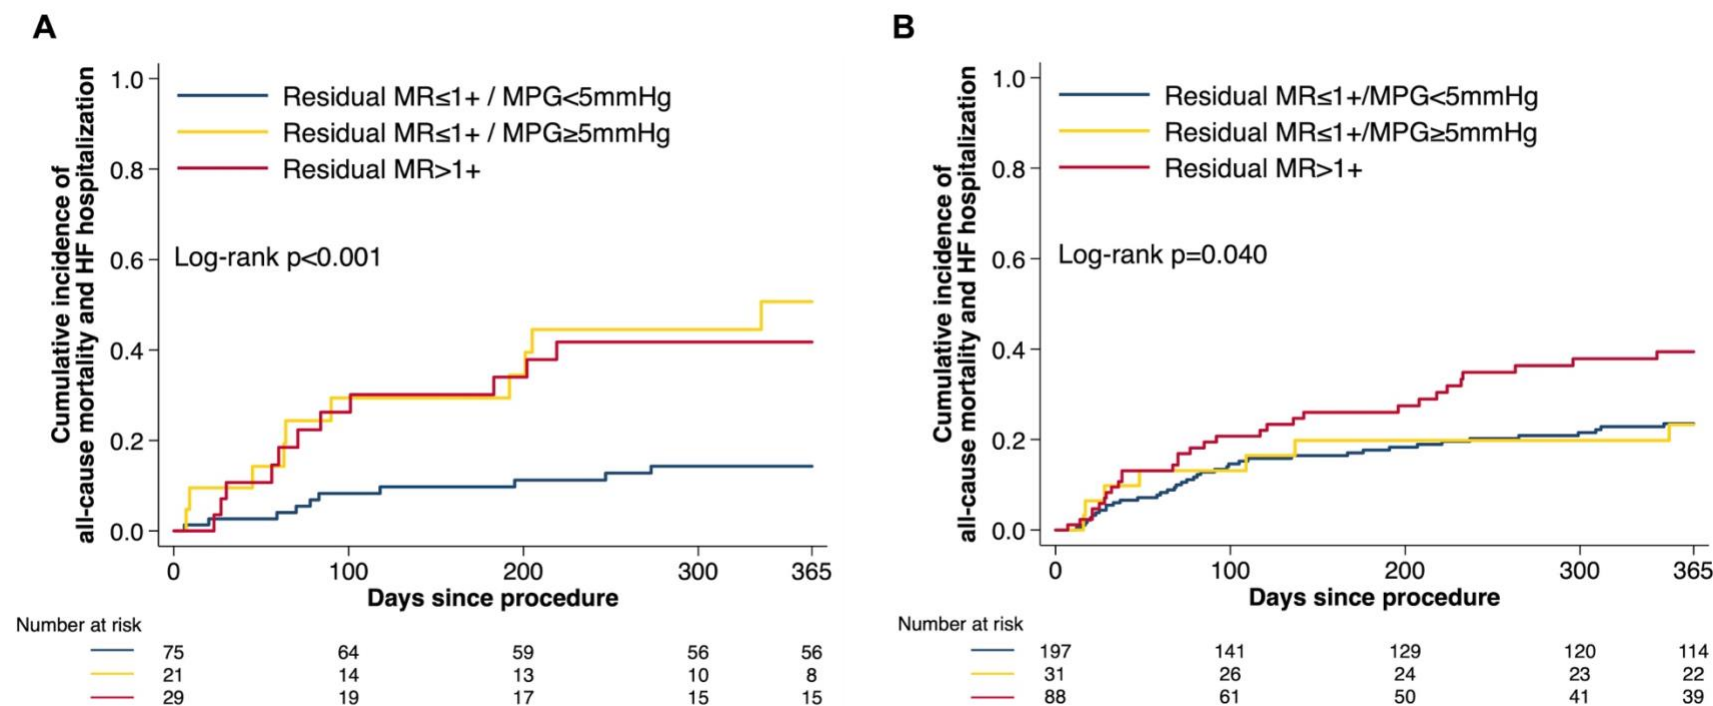 A
Cumulative incidence of
all-cause mortality and HF hospitalization
1.0
0.8
0.6
0.4
0.2
0.0
Residual MR≤1+ / MPG<5mmHg
Residual MR≤1+ / MPG≥5mmHg
Residual MR>1+
Log-rank p<0.001
0 100 200 300 365
Days since procedure
Number at risk
75 64 59 56 56
21 14 13 10 8
29 19 17 15 15
B
Cumulative incidence of
all-cause mortality and HF hospitalization
1.0
0.8
0.6
0.4
0.2
0.0
Residual MR≤1+/MPG<5mmHg
Residual MR≤1+/MPG≥5mmHg
Residual MR>1+
Log-rank p=0.040
0 100 200 300 365
Days since procedure
Number at risk
197 141 129 120 114
31 26 24 23 22
88 61 50 41 39